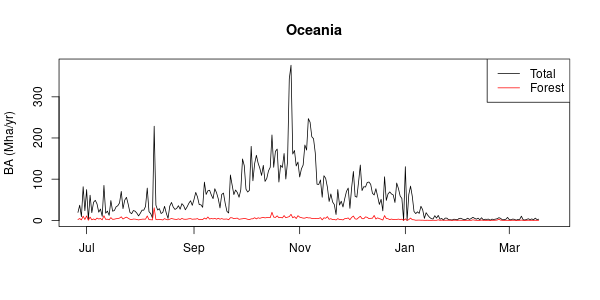 Oceania
Total
Forest
BA (Mha/yr)
300
200
100
0
Jul Sep Nov Jan Mar